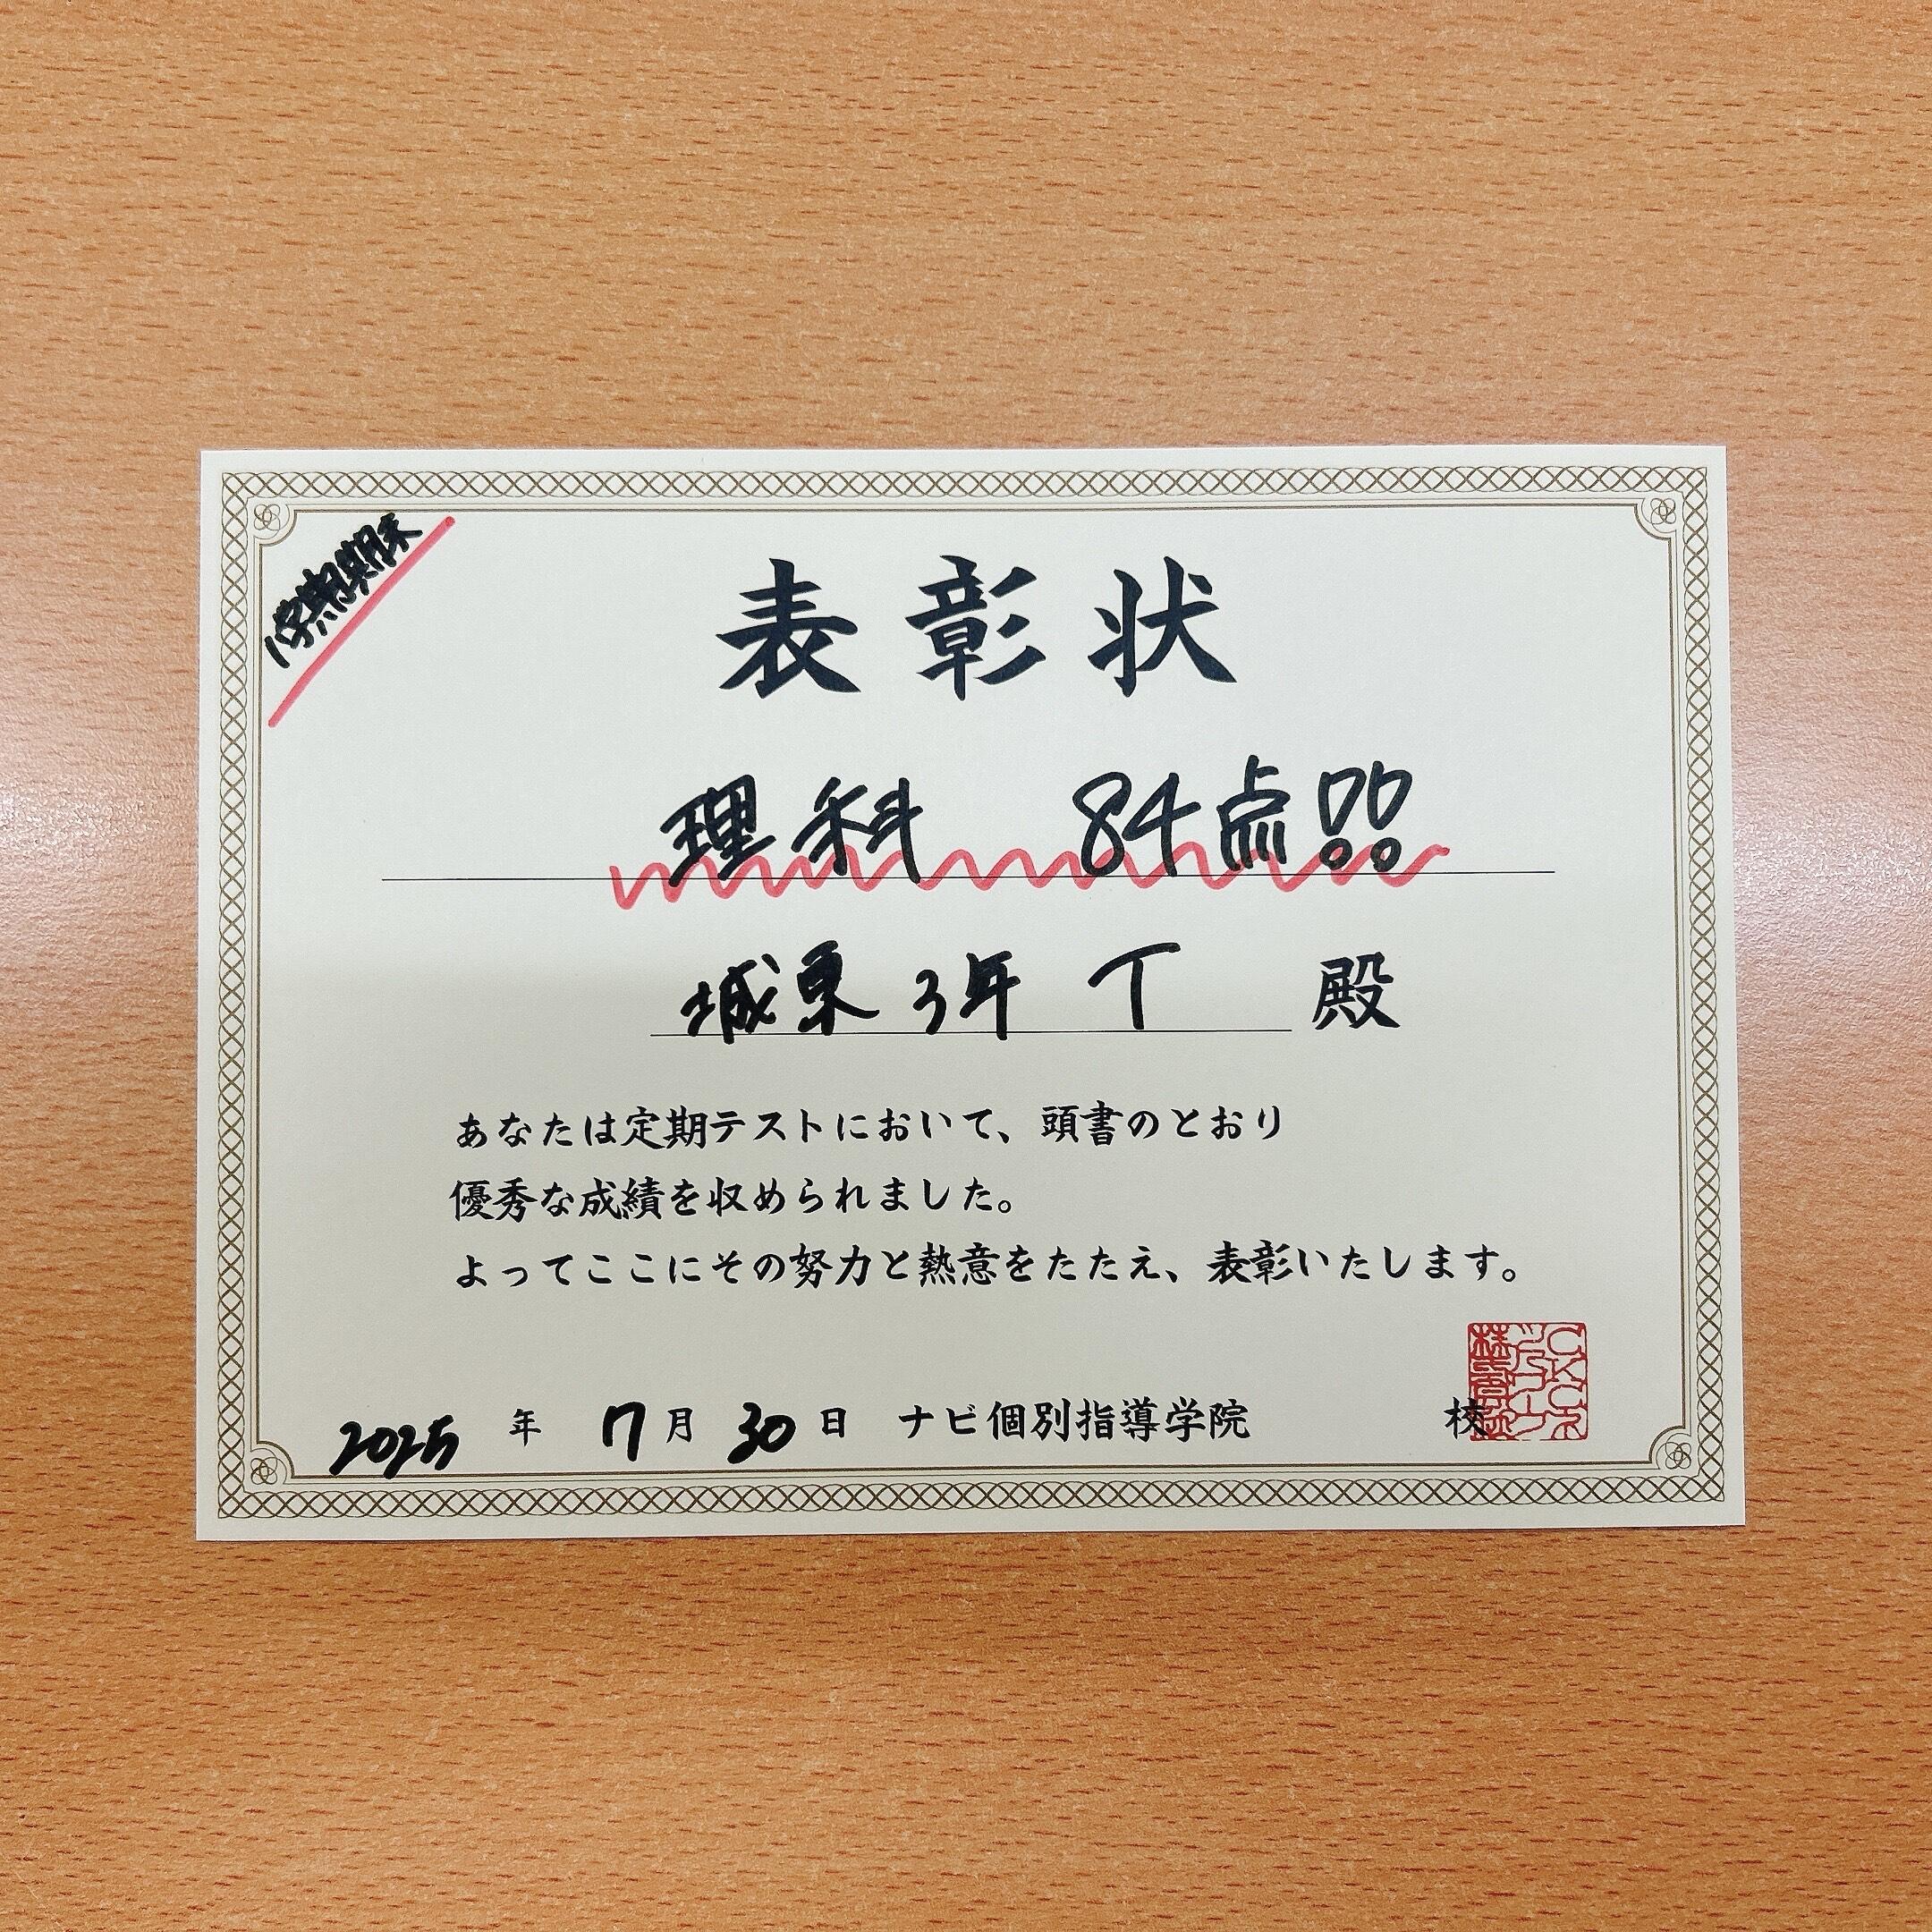 1学期期末
表彰状
理科 84点!!
城東3年 T 殿
あなたは定期テストにおいて、頭書のとおり
優秀な成績を収められました。
よってここにその努力と熱意をたたえ、表彰いたします。
2025年 7月 30日 ナビ個別指導学院 校